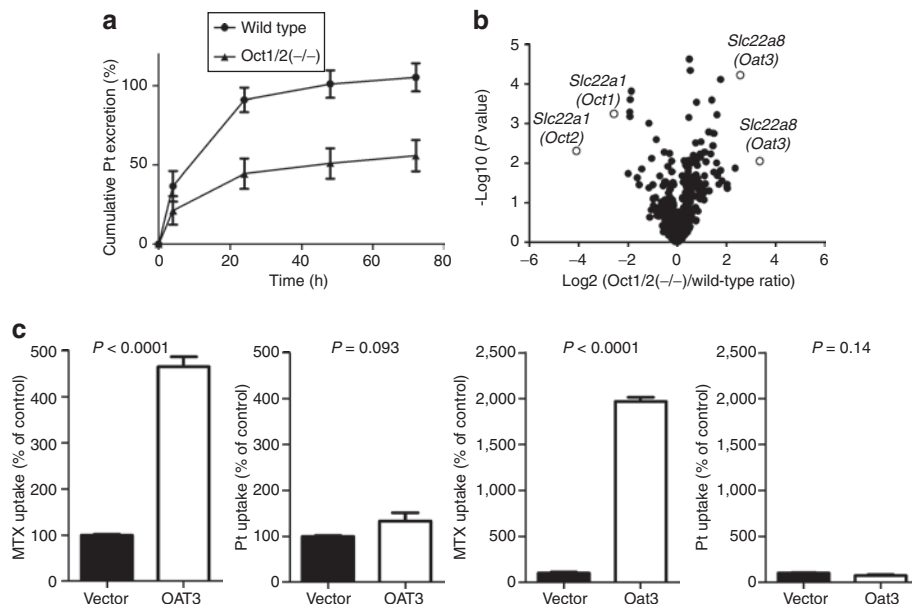 a
Wild type
Oct1/2(−/−)
Cumulative Pt excretion (%)
100
50
0
0
20
40
60
80
Time (h)
b
Slc22a8
(Oat3)
Slc22a1
(Oct1)
Slc22a1
(Oct2)
Slc22a8
(Oat3)
-Log10 (P value)
5
4
3
2
1
0
−6
−4
−2
0
2
4
6
Log2 (Oct1/2(−/−)/wild-type ratio)
c
P < 0.0001
MTX uptake (% of control)
500
400
300
200
100
0
Vector
OAT3
P = 0.093
Pt uptake (% of control)
500
400
300
200
100
0
Vector
OAT3
P < 0.0001
MTX uptake (% of control)
2,500
2,000
1,500
1,000
500
0
Vector
Oat3
P = 0.14
Pt uptake (% of control)
2,500
2,000
1,500
1,000
500
0
Vector
Oat3